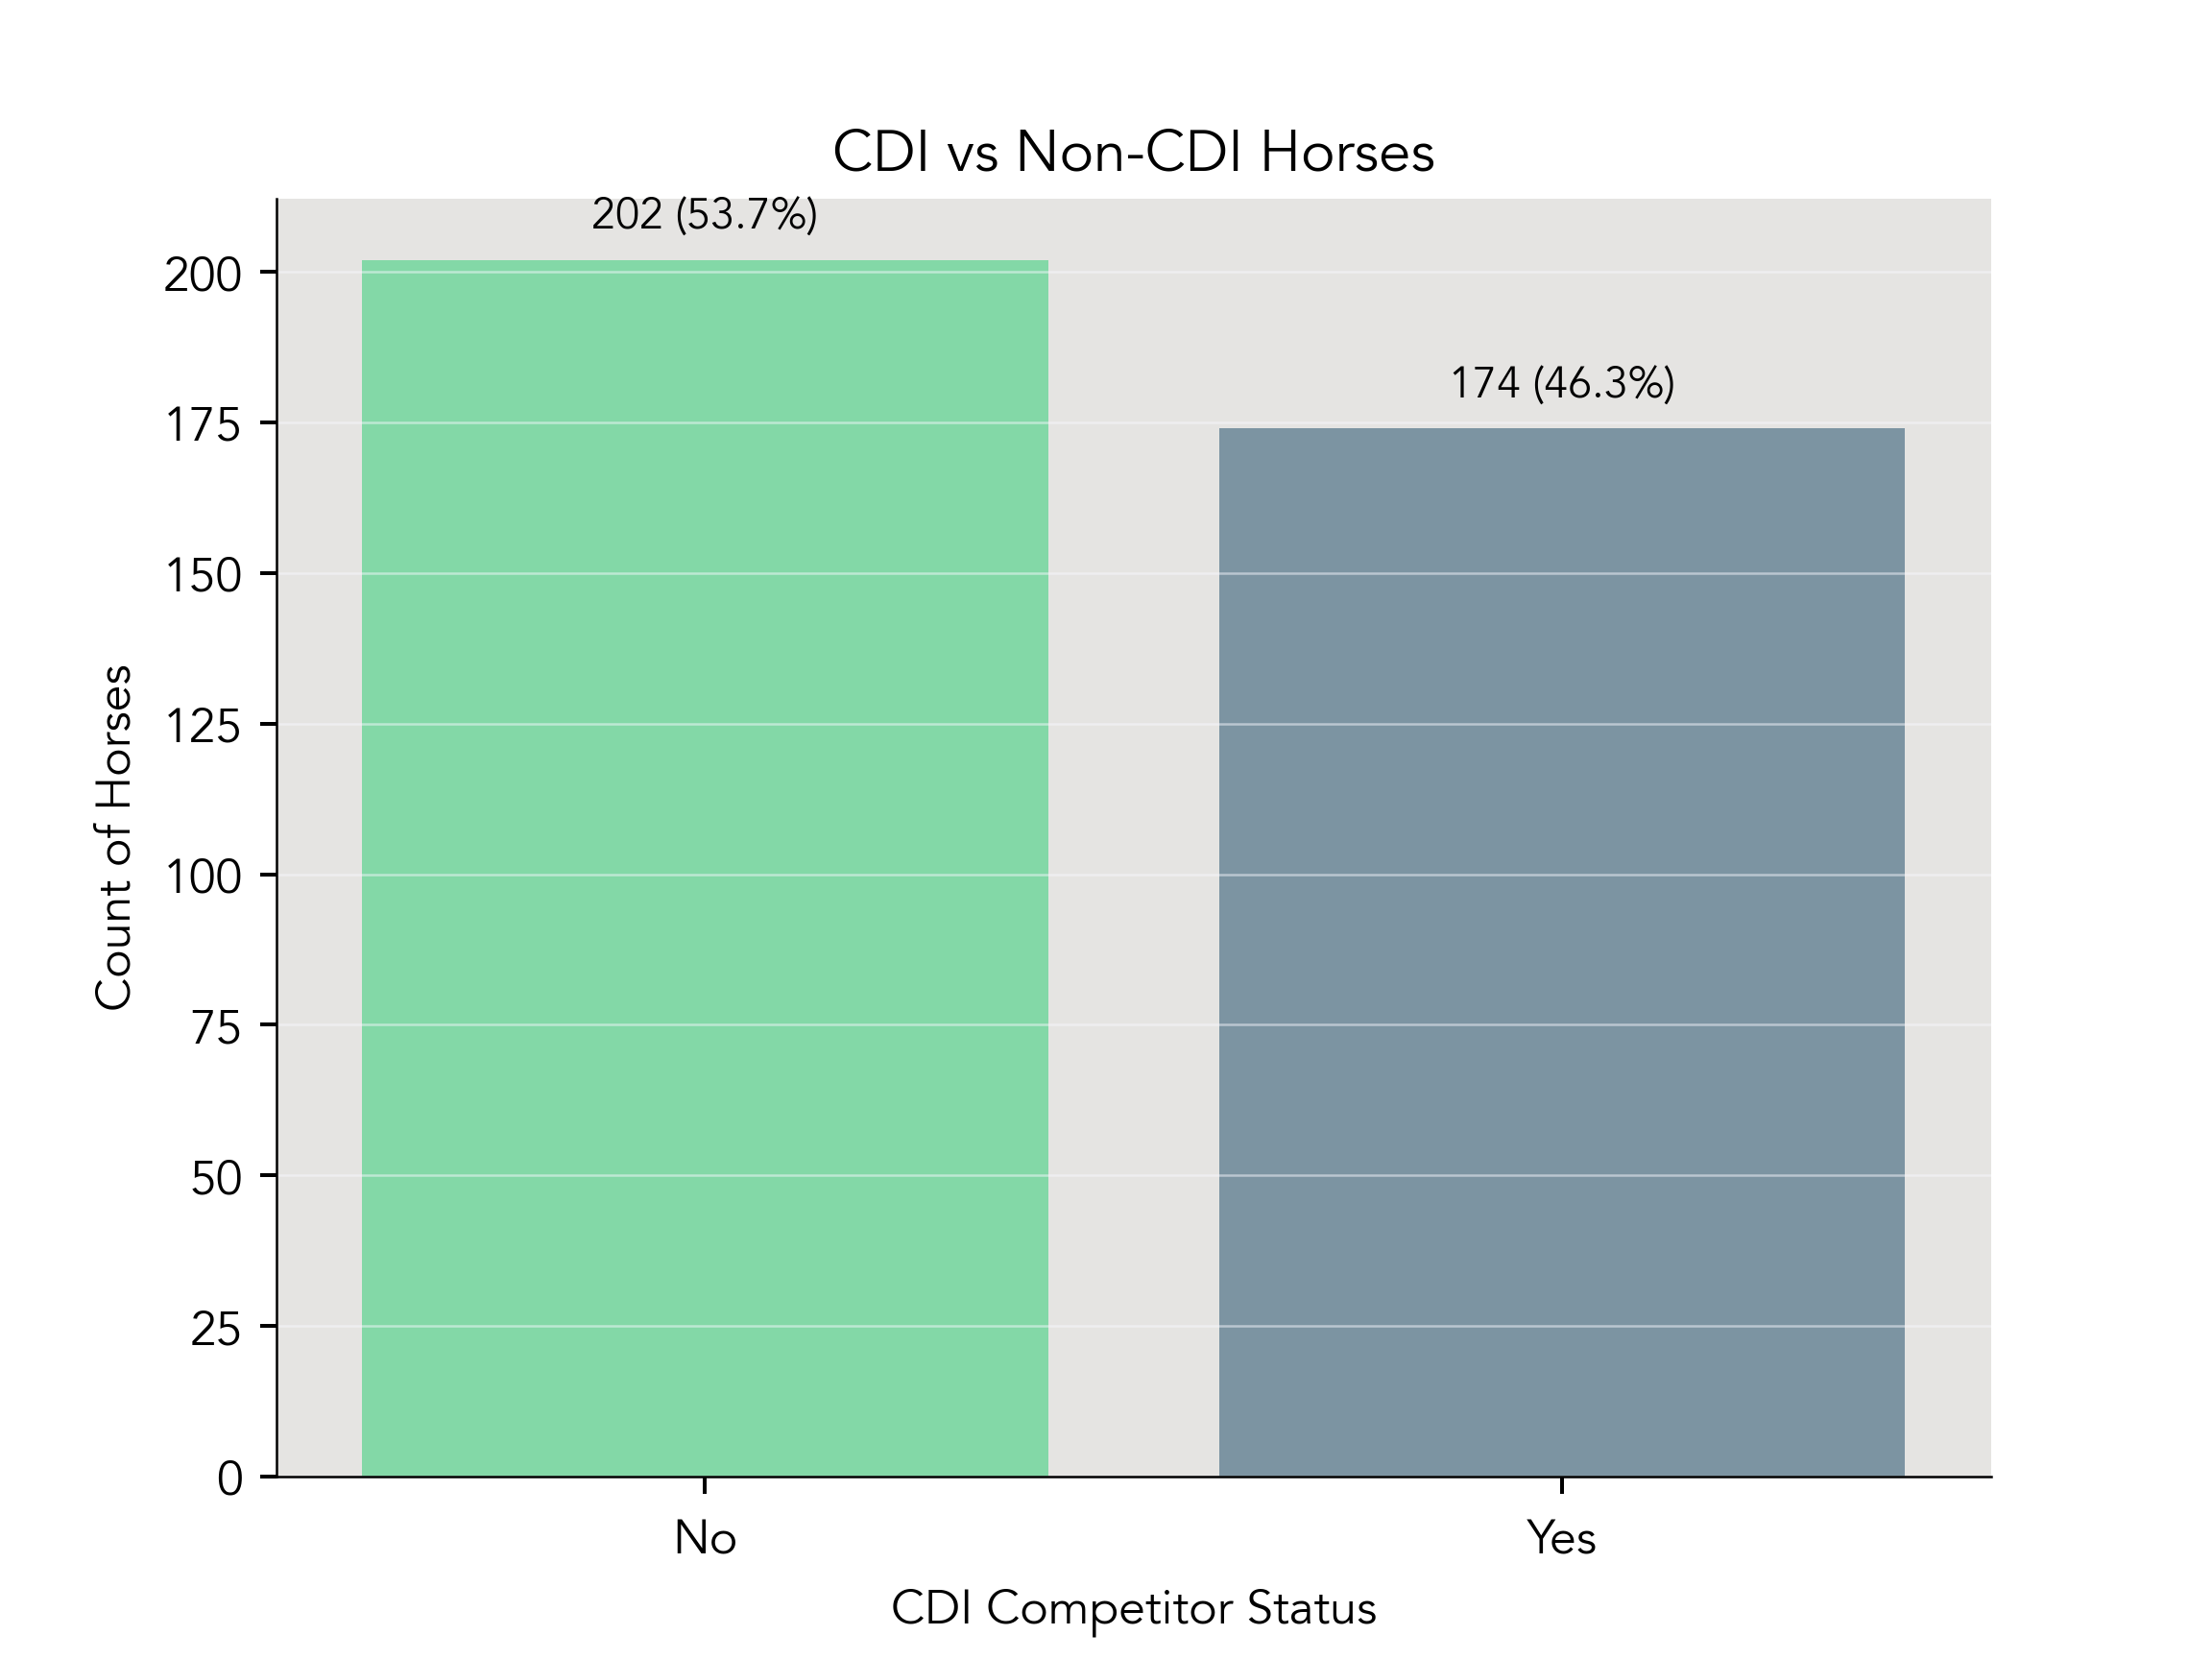 CDI vs Non-CDI Horses
202 (53.7%)
174 (46.3%)
200
175
150
125
100
75
50
25
0
Count of Horses
No
Yes
CDI Competitor Status